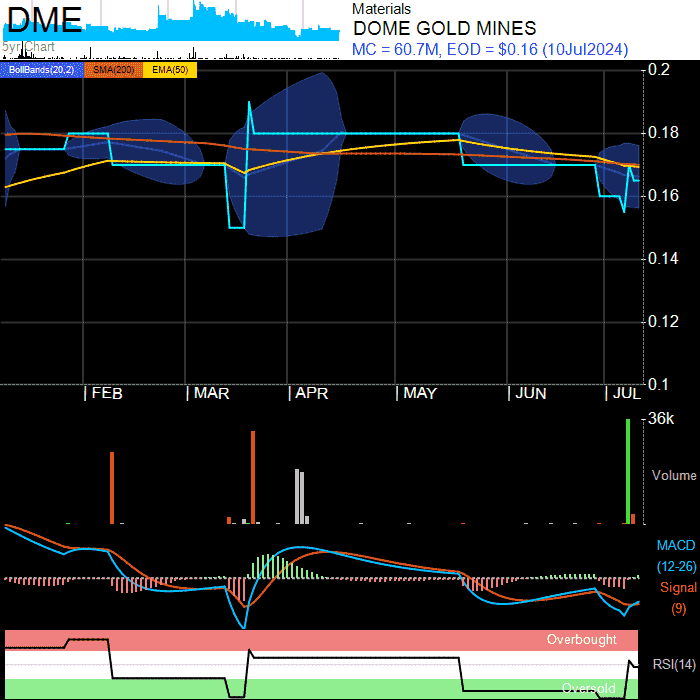 DME
5yr Chart
Materials
DOME GOLD MINES
MC = 60.7M, EOD = $0.16 (10Jul2024)
BollBands(20,2) SMA(200) EMA(50)
0.2
0.18
0.16
0.14
0.12
0.1
FEB MAR APR MAY JUN JUL
36k
Volume
MACD
(12-26)
Signal
(9)
Overbought
RSI(14)
Oversold